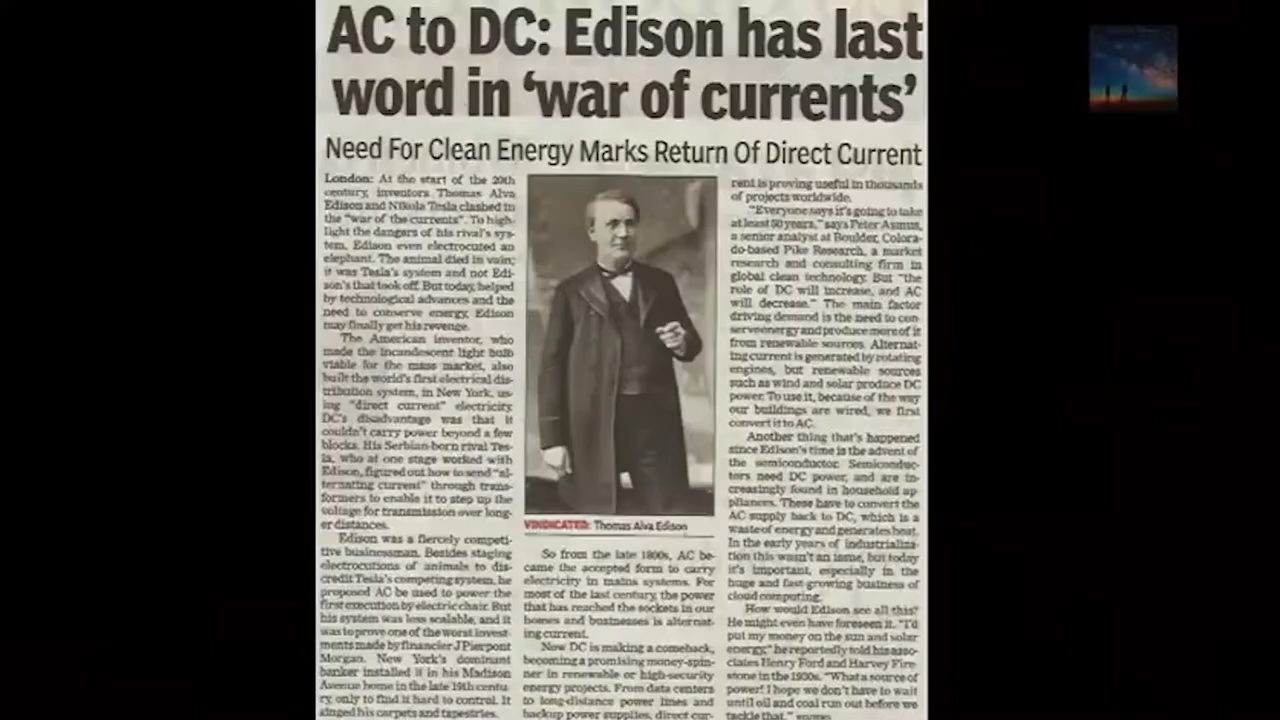 AC to DC: Edison has last
word in ‘war of currents’
Need For Clean Energy Marks Return Of Direct Current
London: At the start of the 20th
century, inventors Thomas Alva
Edison and Nikola Tesla clashed in
the "war of the currents". To high-
light the dangers of his rival's sys-
tem, Edison even electrocuted an
elephant. The animal died in vain;
it was Tesla's system and not Edi-
son's that took off. But today, helped
by technological advances and the
need to conserve energy, Edison
may finally get his revenge.
The American inventor, who
made the incandescent light bulb
viable for the mass market, also
built the world's first electrical dis-
tribution system, in New York, us-
ing "direct current" electricity.
DC's disadvantage was that it
couldn't carry power beyond a few
blocks. His Serbian-born rival Tes-
la, who at one stage worked with
Edison, figured out how to send "al-
ternating current" through trans-
formers to enable it to step up the
voltage for transmission over long-
er distances.
Edison was a fiercely competi-
tive businessman. Besides staging
electrocutions of animals to dis-
credit Tesla's competing system, he
proposed AC be used to power the
first execution by electric chair. But
his system was less scalable, and it
was to prove one of the worst invest-
ments made by financier J Pierpont
Morgan. New York's dominant
banker installed it in his Madison
Avenue home in the late 19th centu-
ry, only to find it hard to control. It
singed his carpets and tapestries.
VINDICATED: Thomas Alva Edison
So from the late 1800s, AC be-
came the accepted form to carry
electricity in mains systems. For
most of the last century, the power
that has reached the sockets in our
homes and businesses is alternat-
ing current.
Now DC is making a comeback,
becoming a promising money-spin-
ner in renewable or high-security
energy projects. From data centers
to long-distance power lines and
backup power supplies, direct cur-
rent is proving useful in thousands
of projects worldwide.
"Everyone says it's going to take
at least 50 years," says Peter Asmus,
a senior analyst at Boulder, Colora-
do-based Pike Research, a market
research and consulting firm in
global clean technology. But "the
role of DC will increase, and AC
will decrease." The main factor
driving demand is the need to con-
serve energy and produce more of it
from renewable sources. Alternat-
ing current is generated by rotating
engines, but renewable sources
such as wind and solar produce DC
power. To use it, because of the way
our buildings are wired, we first
convert it to AC.
Another thing that's happened
since Edison's time is the advent of
the semiconductor. Semiconduc-
tors need DC power, and are in-
creasingly found in household ap-
pliances. These have to convert the
AC supply back to DC, which is a
waste of energy and generates heat.
In the early years of industrializa-
tion this wasn't an issue, but today
it's important, especially in the
huge and fast-growing business of
cloud computing.
How would Edison see all this?
He might even have foreseen it. "I'd
put my money on the sun and solar
energy," he reportedly told his asso-
ciates Henry Ford and Harvey Fire-
stone in the 1930s. "What a source of
power! I hope we don't have to wait
until oil and coal run out before we
tackle that."